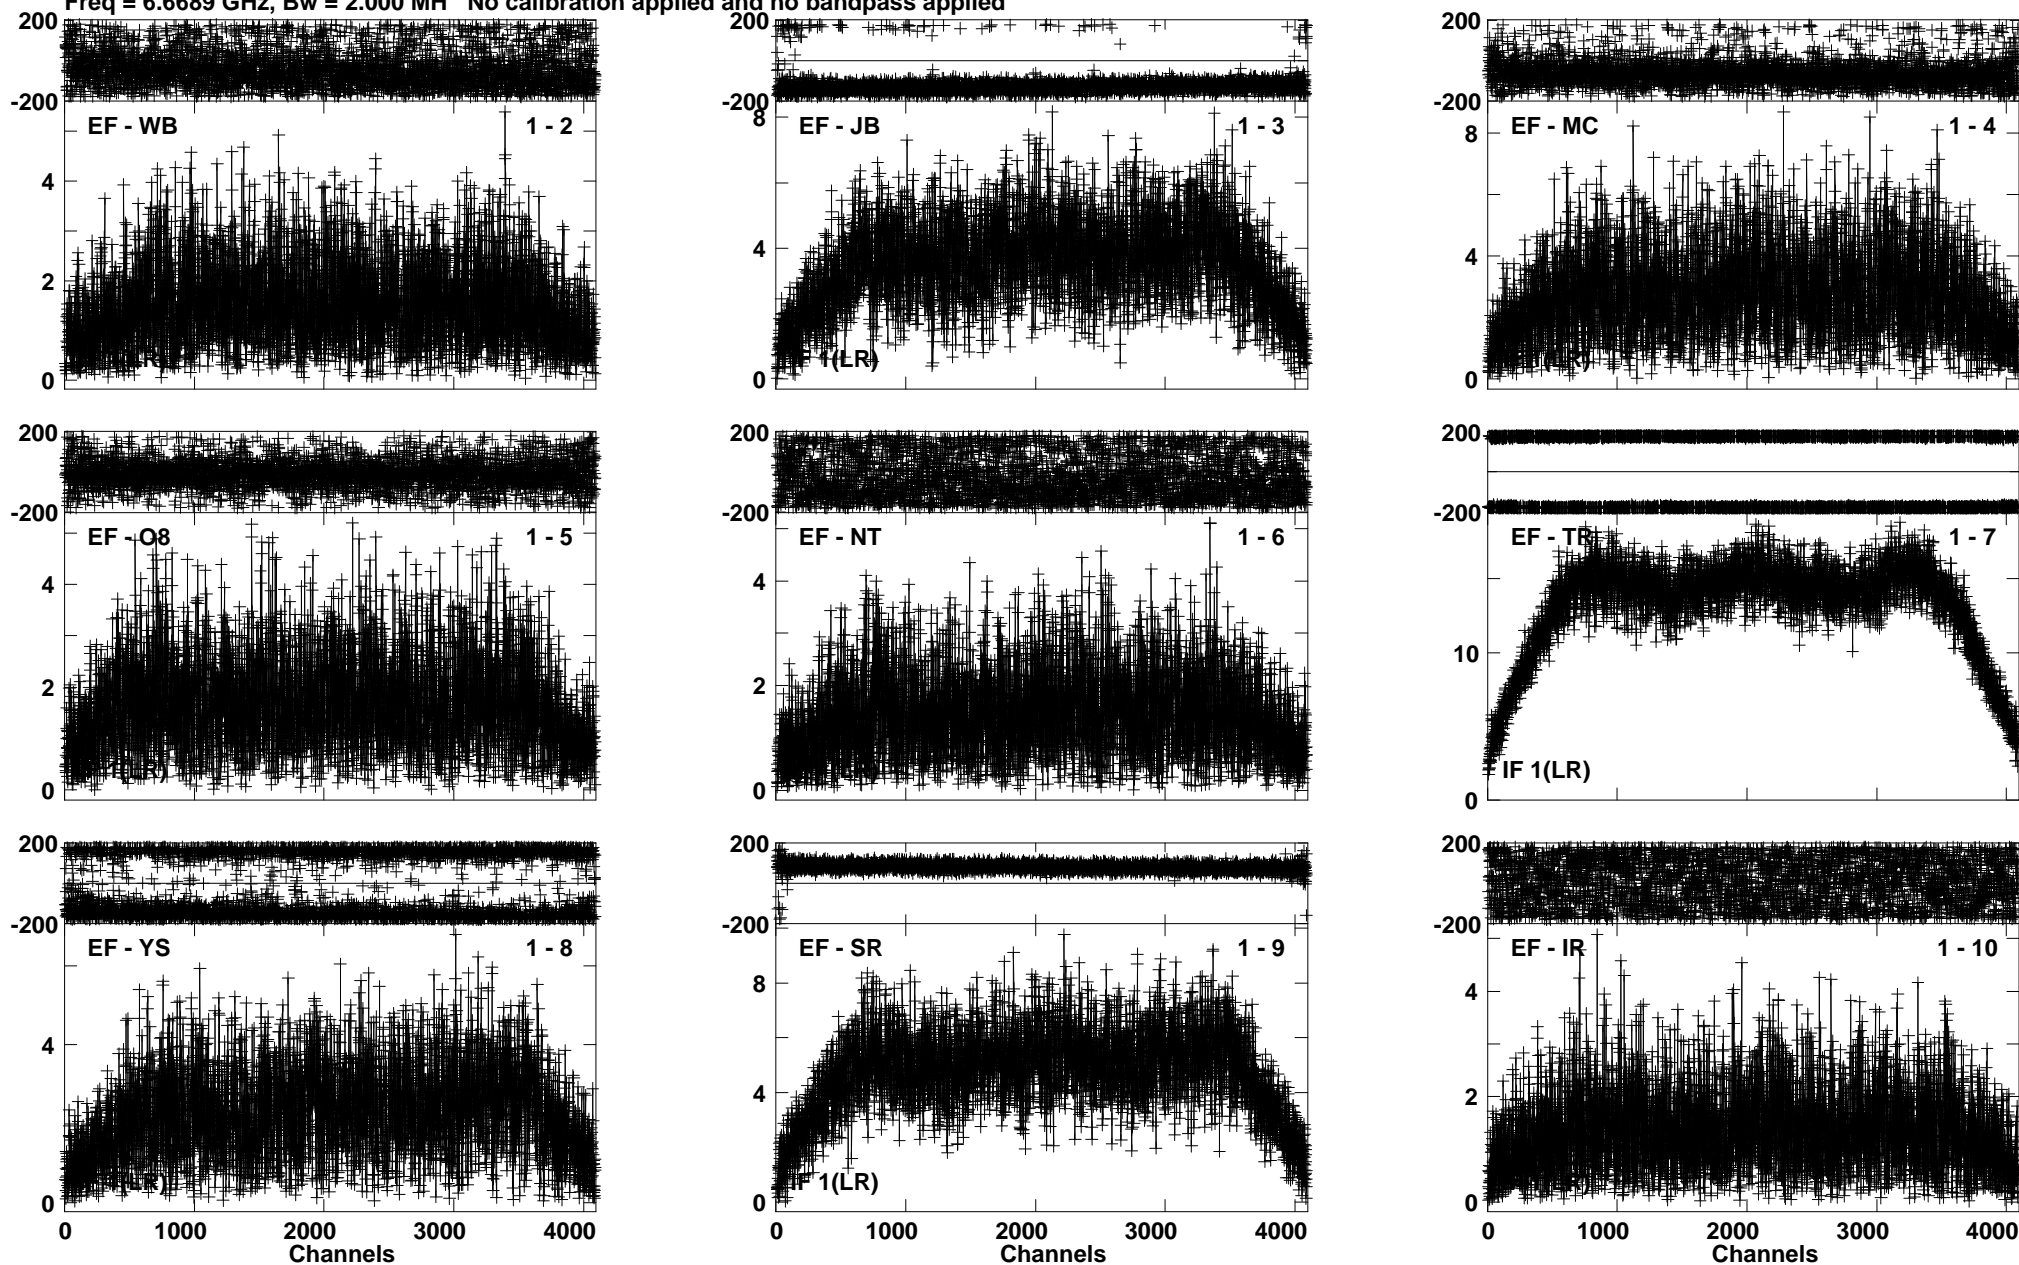 Freq = 6.6689 GHz, Bw = 2.000 MH No calibration applied and no bandpass applied
200 200 200
-200 -200 -200
EF - WB 1 - 2 EF - JB 1 - 3 EF - MC 1 - 4
8 8
4
4 4
2
IF 1(LR)
0 0 0
200 200 200
-200 -200 -200
EF - O8 1 - 5 EF - NT 1 - 6 EF - TR 1 - 7
4 4
10
2 2
IF 1(LR)
0 0 0
200 200 200
-200 -200 -200
EF - YS 1 - 8 EF - SR 1 - 9 EF - IR 1 - 10
8 4
4
4 2
IF 1(LR)
0 0 0
0 1000 2000 3000 4000 0 1000 2000 3000 4000 0 1000 2000 3000 4000
Channels Channels Channels